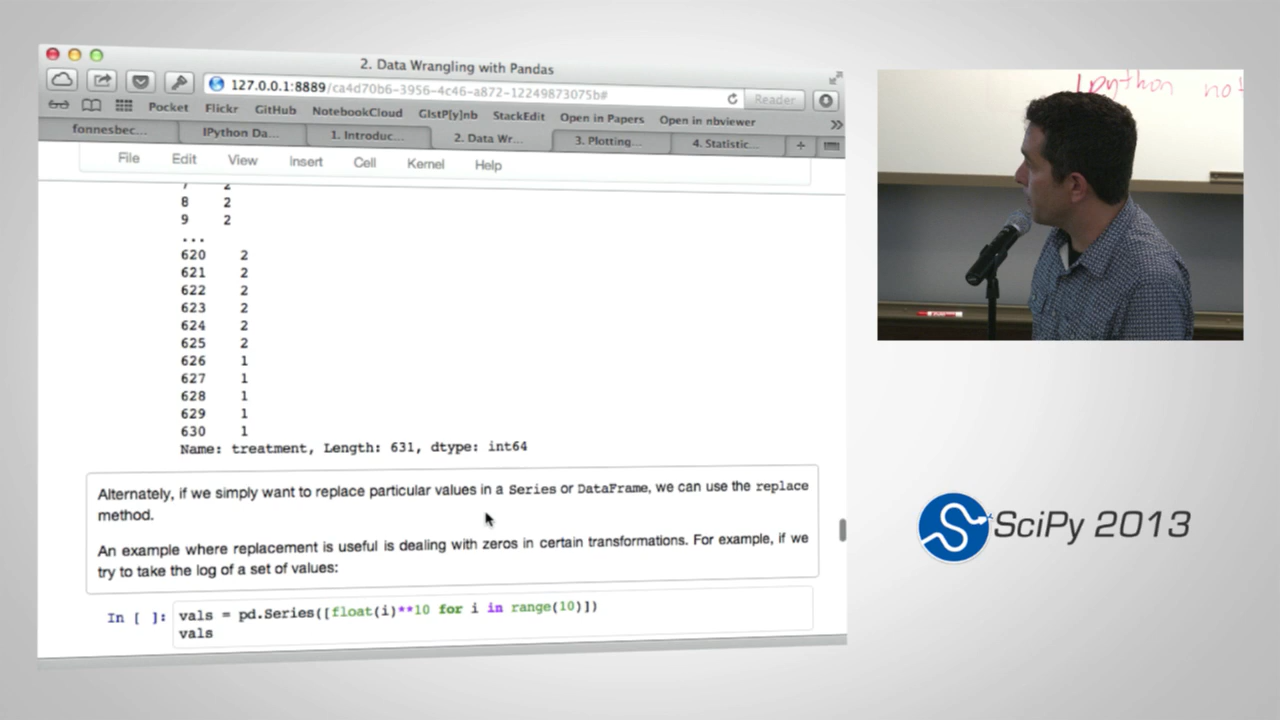 2. Data Wrangling with Pandas
127.0.0.1:8889/ca4d70b6-3956-4c46-a872-12249873075b#
Reader
Pocket Flickr GitHub NotebookCloud GistP[y]nb StackEdit Open in Papers Open in nbviewer
fonnesbec... IPython Da... 1. Introduc... 2. Data Wr... 3. Plotting... 4. Statistic...
File Edit View Insert Cell Kernel Help
7 2
8 2
9 2
...
620 2
621 2
622 2
623 2
624 2
625 2
626 1
627 1
628 1
629 1
630 1
Name: treatment, Length: 631, dtype: int64
Alternately, if we simply want to replace particular values in a Series or DataFrame, we can use the replace
method.
An example where replacement is useful is dealing with zeros in certain transformations. For example, if we
try to take the log of a set of values:
In [ ]: vals = pd.Series([float(i)**10 for i in range(10)])
vals
Ipython not
SciPy 2013